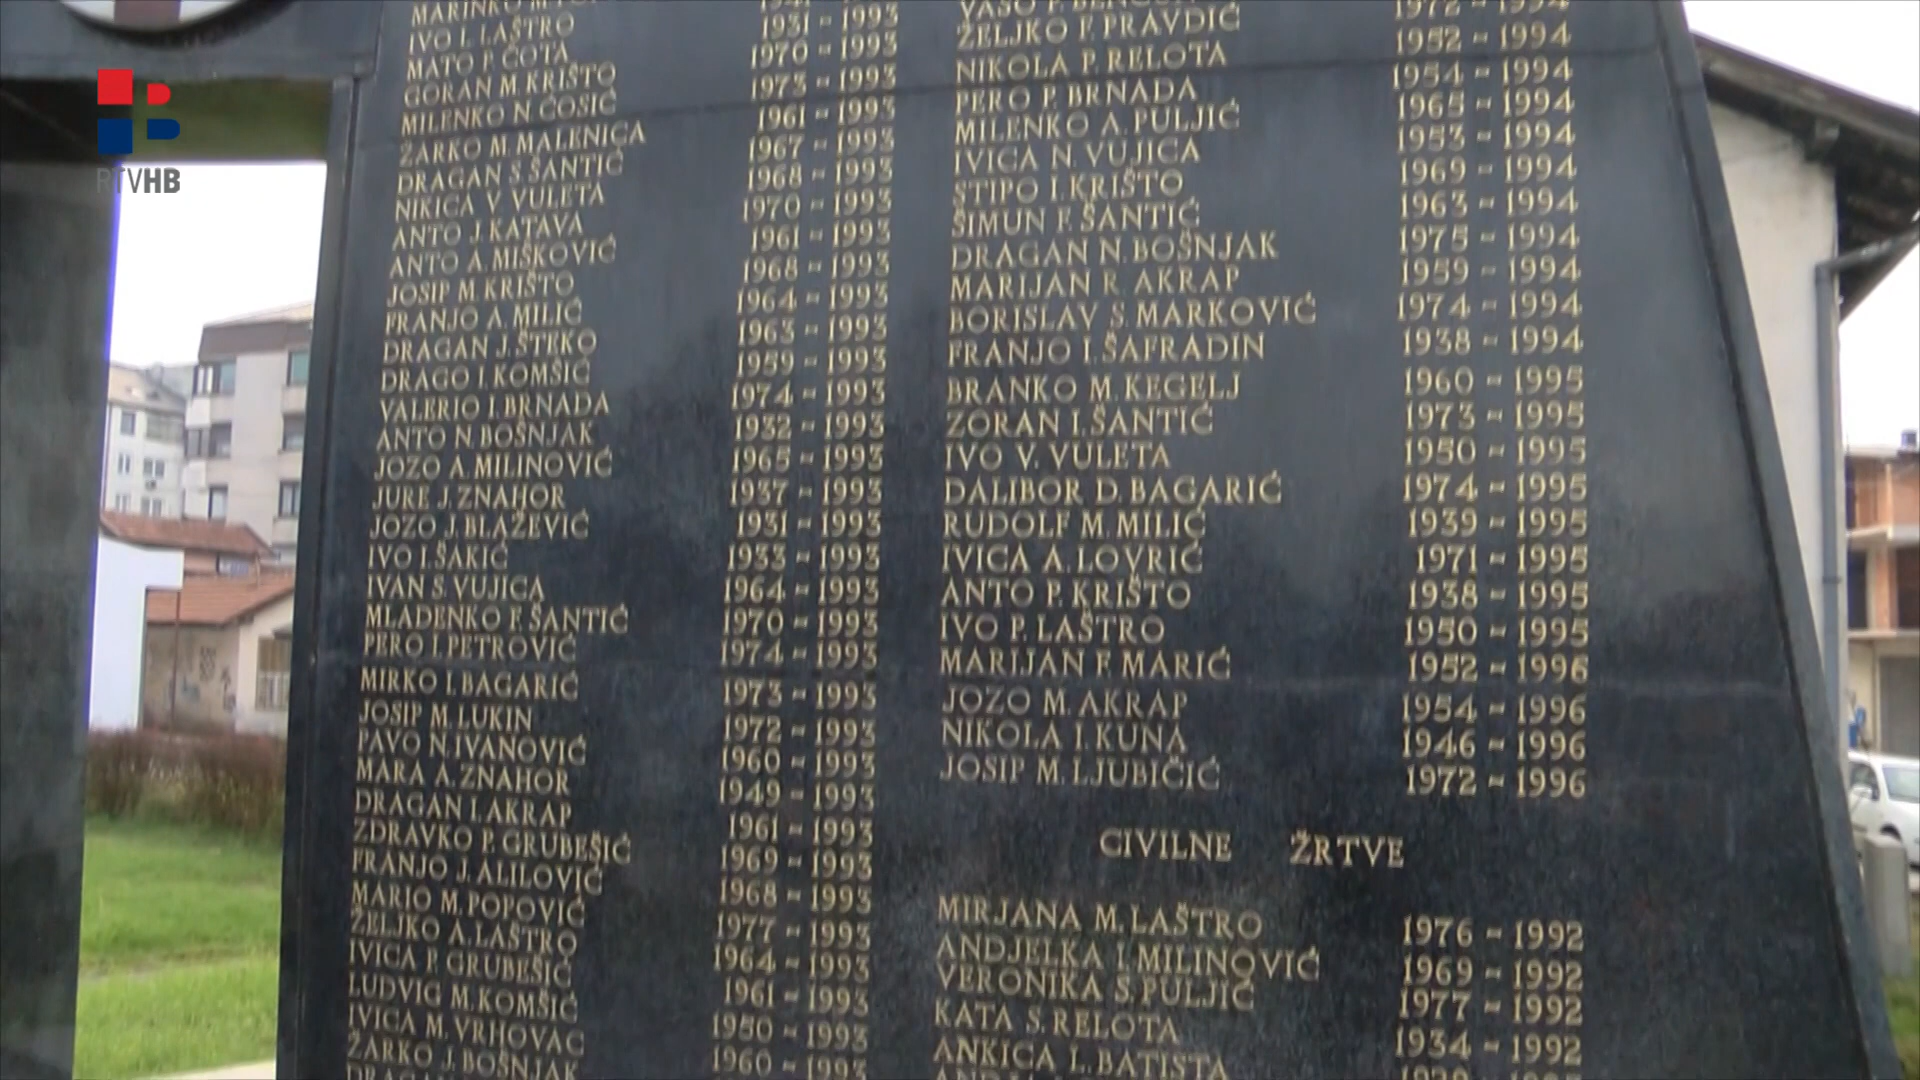 MARINKO M.
IVO I. LAŠTRO
MATO P. ČOTA
GORAN M. KRIŠTO
MILENKO N. ĆOSIĆ
ŽARKO M. MALENICA
DRAGAN S. ŠANTIĆ
NIKICA V. VULETA
ANTO J. KATAVA
ANTO A. MIŠKOVIĆ
JOSIP M. KRIŠTO
FRANJO A. MILIĆ
DRAGAN J. ŠTEKO
DRAGO I. KOMŠIĆ
VALERIO I. BRNADA
ANTO N. BOŠNJAK
JOZO A. MILINOVIĆ
JURE J. ZNAHOR
JOZO J. BLAŽEVIĆ
IVO I. ŠAKIĆ
IVAN S. VUJICA
MLADENKO F. ŠANTIĆ
PERO I. PETROVIĆ
MIRKO I. BAGARIĆ
JOSIP M. LUKIN
PAVO N. IVANOVIĆ
MARA A. ZNAHOR
DRAGAN I. AKRAP
ZDRAVKO P. GRUBEŠIĆ
FRANJO J. ALILOVIĆ
MARIO M. POPOVIĆ
ŽELJKO A. LAŠTRO
IVICA P. GRUBEŠIĆ
LUDVIG M. KOMŠIĆ
IVICA M. VRHOVAC
ŽARKO J. BOŠNJAK
1931 - 1993
1970 - 1993
1973 - 1993
1961 - 1993
1967 - 1993
1968 - 1993
1970 - 1993
1961 - 1993
1968 - 1993
1964 - 1993
1963 - 1993
1959 - 1993
1974 - 1993
1932 - 1993
1965 - 1993
1937 - 1993
1931 - 1993
1933 - 1993
1964 - 1993
1970 - 1993
1974 - 1993
1973 - 1993
1972 - 1993
1960 - 1993
1949 - 1993
1961 - 1993
1969 - 1993
1968 - 1993
1977 - 1993
1964 - 1993
1961 - 1993
1950 - 1993
1960 - 1993
VASO P.
ŽELJKO F. PRAVDIĆ
NIKOLA P. RELOTA
PERO P. BRNADA
MILENKO A. PULJIĆ
IVICA N. VUJICA
STIPO I. KRIŠTO
ŠIMUN F. ŠANTIĆ
DRAGAN N. BOŠNJAK
MARIJAN R. AKRAP
BORISLAV S. MARKOVIĆ
FRANJO I. ŠAFRADIN
BRANKO M. KEGELJ
ZORAN I. ŠANTIĆ
IVO V. VULETA
DALIBOR D. BAGARIĆ
RUDOLF M. MILIĆ
IVICA A. LOVRIĆ
ANTO P. KRIŠTO
IVO P. LAŠTRO
MARIJAN F. MARIĆ
JOZO M. AKRAP
NIKOLA J. KUNA
JOSIP M. LJUBIČIĆ
1972 - 1994
1952 - 1994
1954 - 1994
1965 - 1994
1953 - 1994
1969 - 1994
1963 - 1994
1975 - 1994
1959 - 1994
1974 - 1994
1938 - 1994
1960 - 1995
1973 - 1995
1950 - 1995
1974 - 1995
1939 - 1995
1971 - 1995
1938 - 1995
1950 - 1995
1952 - 1996
1954 - 1996
1946 - 1996
1972 - 1996
CIVILNE ŽRTVE
MIRJANA M. LAŠTRO 1976 - 1992
ANDJELKA I. MILINOVIĆ 1969 - 1992
VERONIKA S. PULJIĆ 1977 - 1992
KATA S. RELOTA 1934 - 1992
ANKICA L. BATISTA
RTVHB